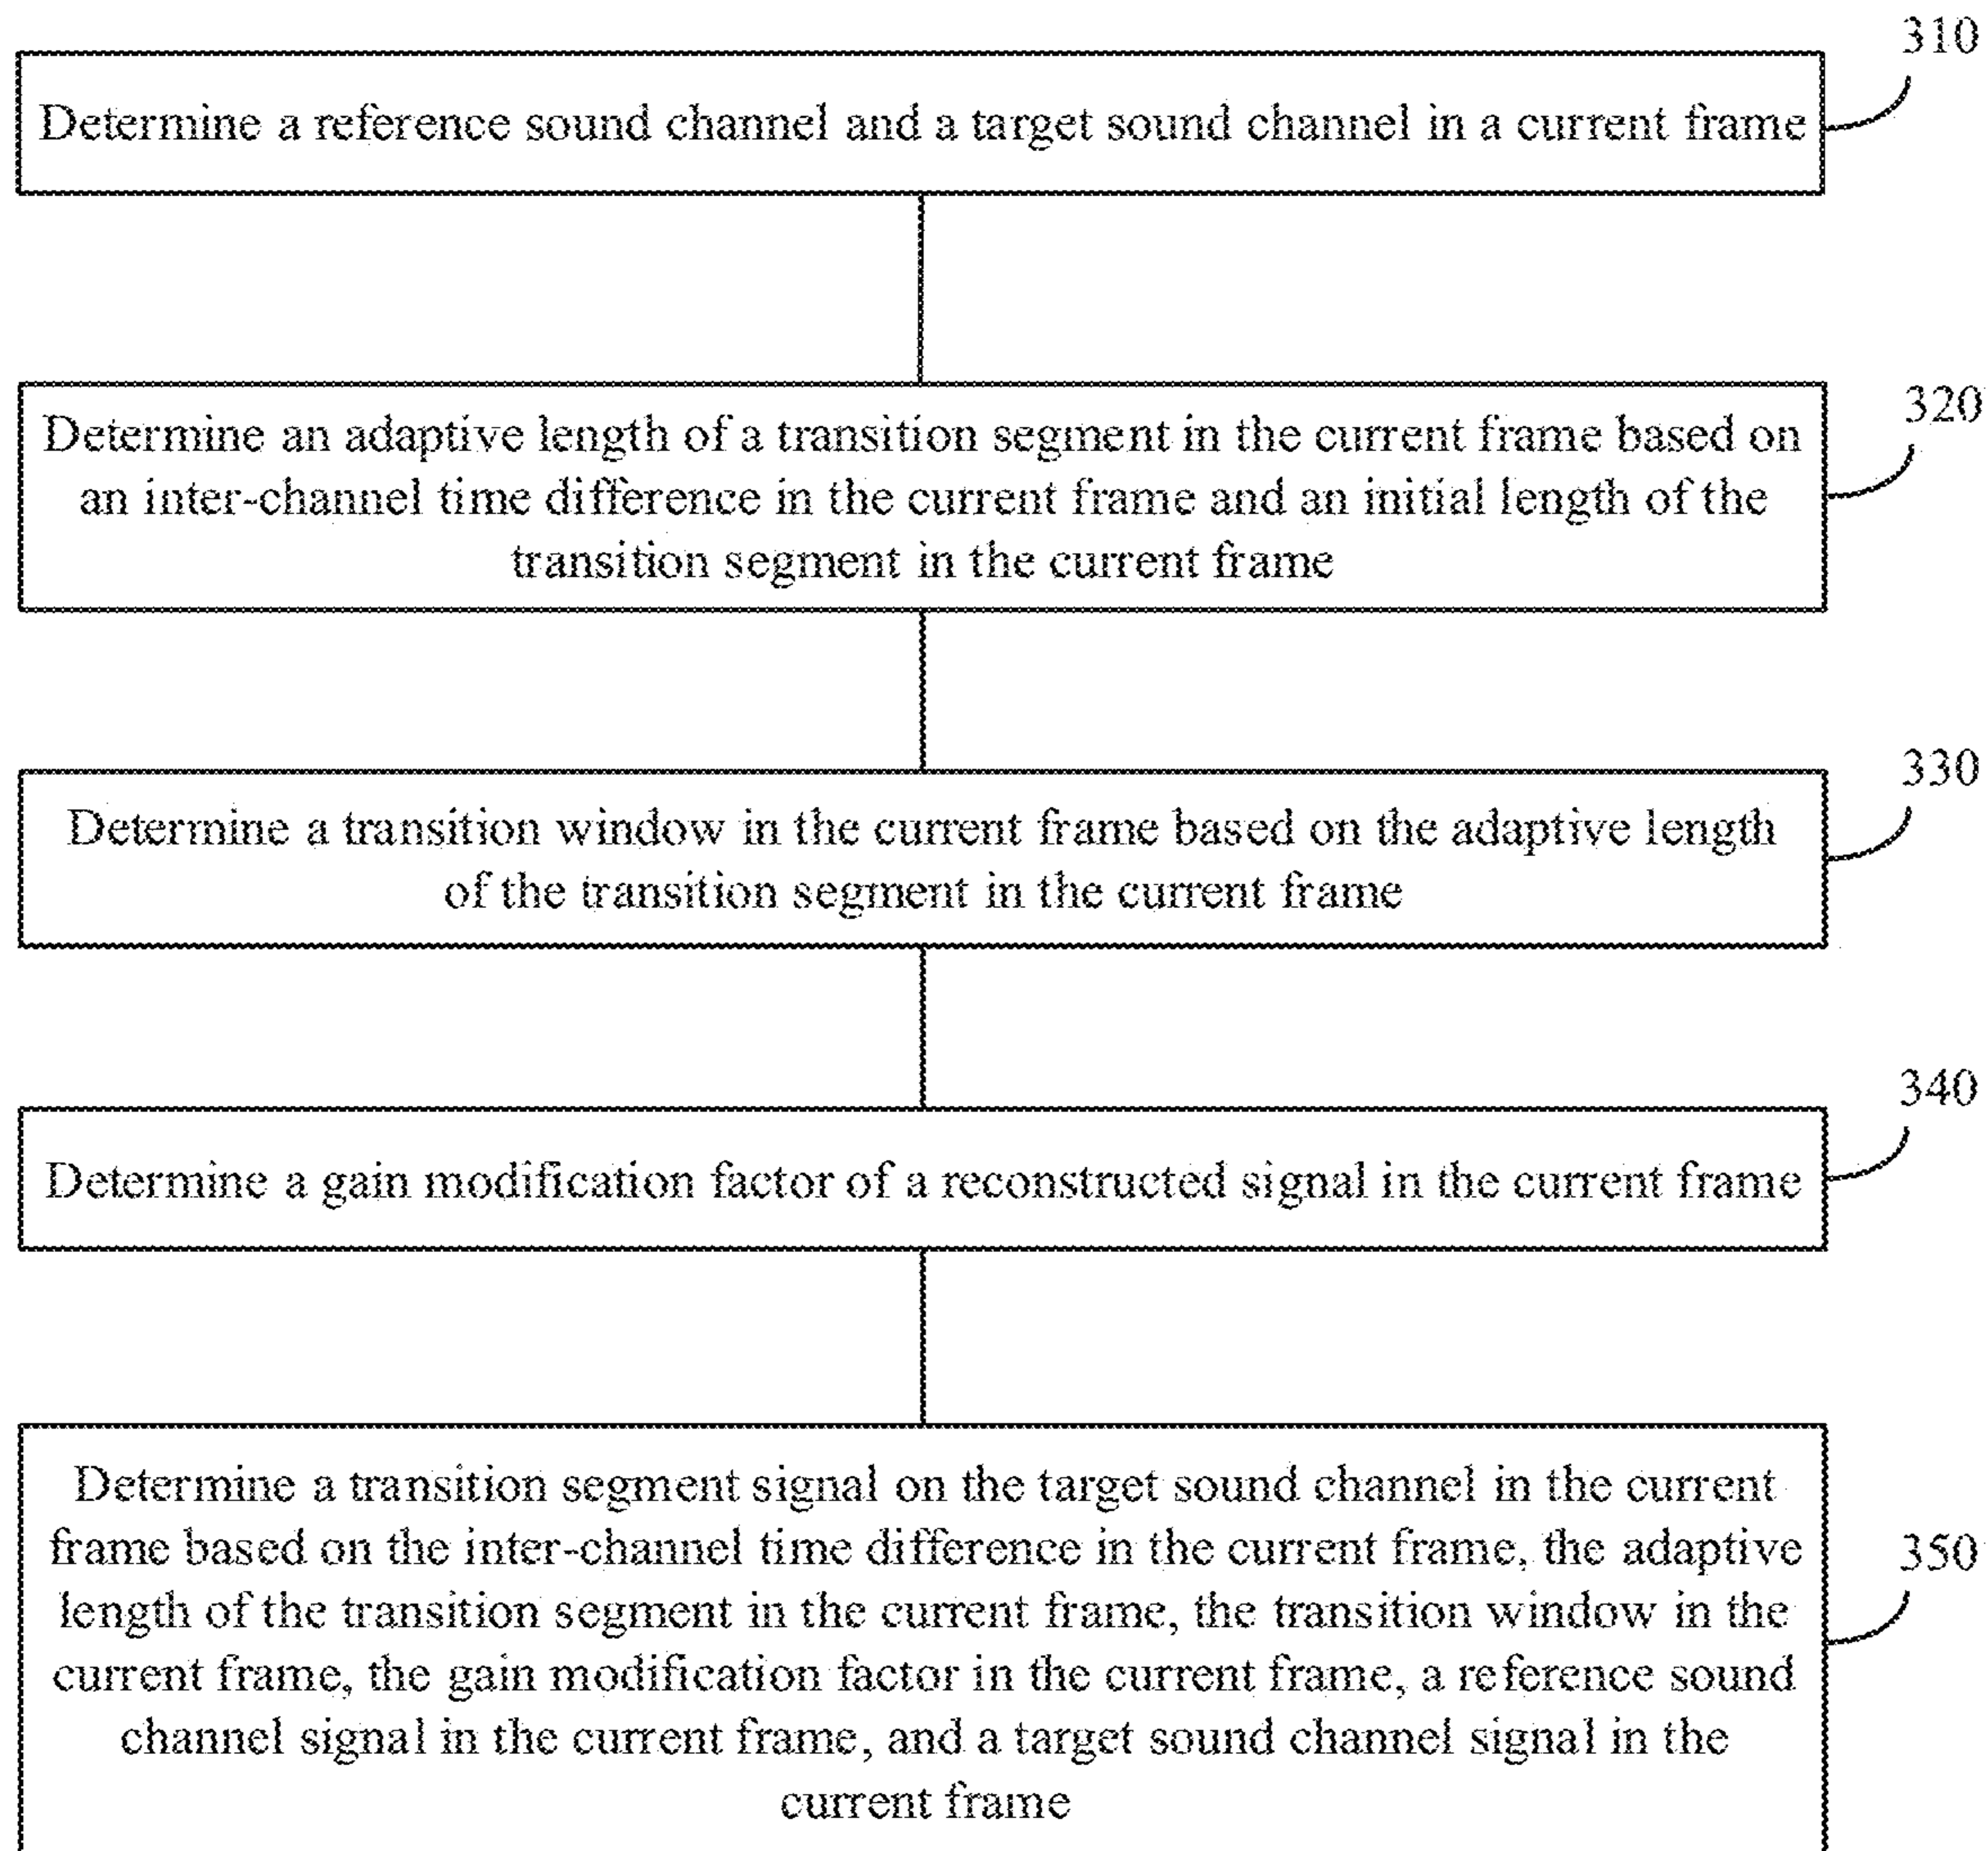 310
Determine a reference sound channel and a target sound channel in a current frame
320
Determine an adaptive length of a transition segment in the current frame based on
an inter-channel time difference in the current frame and an initial length of the
transition segment in the current frame
330
Determine a transition window in the current frame based on the adaptive length
of the transition segment in the current frame
340
Determine a gain modification factor of a reconstructed signal in the current frame
Determine a transition segment signal on the target sound channel in the current
frame based on the inter-channel time difference in the current frame, the adaptive
350
length of the transition segment in the current frame, the transition window in the
current frame, the gain modification factor in the current frame, a reference sound
channel signal in the current frame, and a target sound channel signal in the
current frame